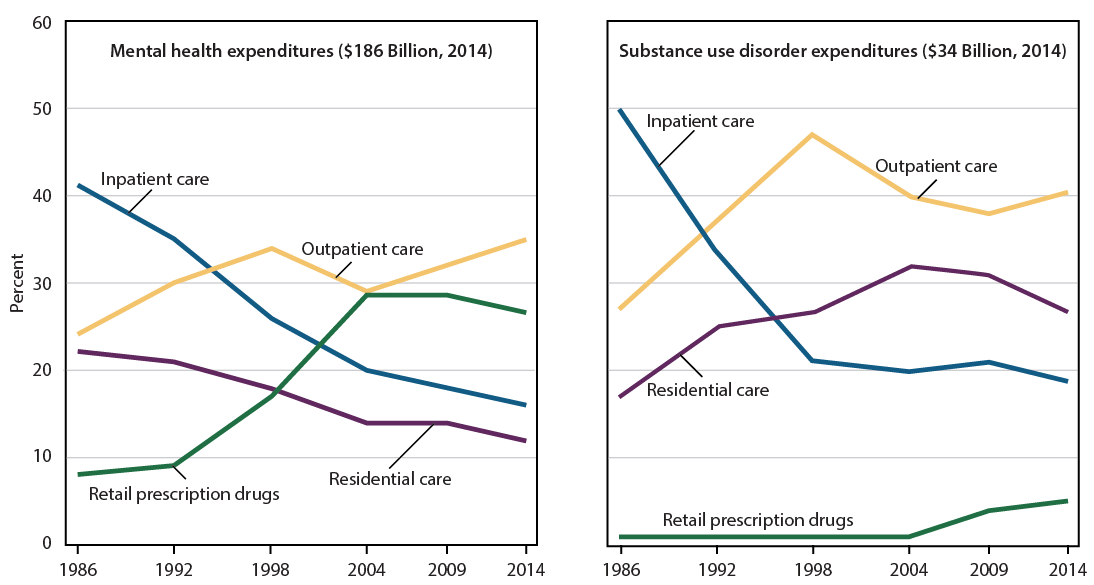 Mental health expenditures ($186 Billion, 2014)
Substance use disorder expenditures ($34 Billion, 2014)
Percent
60
50
40
30
20
10
0
Inpatient care
Outpatient care
Retail prescription drugs
Residential care
1986 1992 1998 2004 2009 2014
Inpatient care
Outpatient care
Residential care
Retail prescription drugs
1986 1992 1998 2004 2009 2014